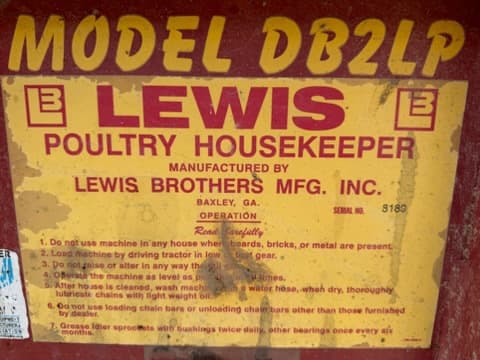 MODEL DB2LP
LB LEWIS LB
POULTRY HOUSEKEEPER
MANUFACTURED BY
LEWIS BROTHERS MFG. INC.
BAXLEY, GA.
SERIAL NO. 3180
OPERATION
Read Carefully
1. Do not use machine in any house where boards, bricks, or metal are present.
2. Load machine by driving tractor in low gear.
3. Do not raise or alter in any way the
4. Operate the machine as level as times.
5. After house is cleaned, wash machine water hose, when dry, thoroughly
lubricate chains with light weight oil.
6. Do not use loading chain bars or unloading chain bars other than those furnished
by dealer.
7. Grease idler sprockets with bushings twice daily, other bearings once every six
months.